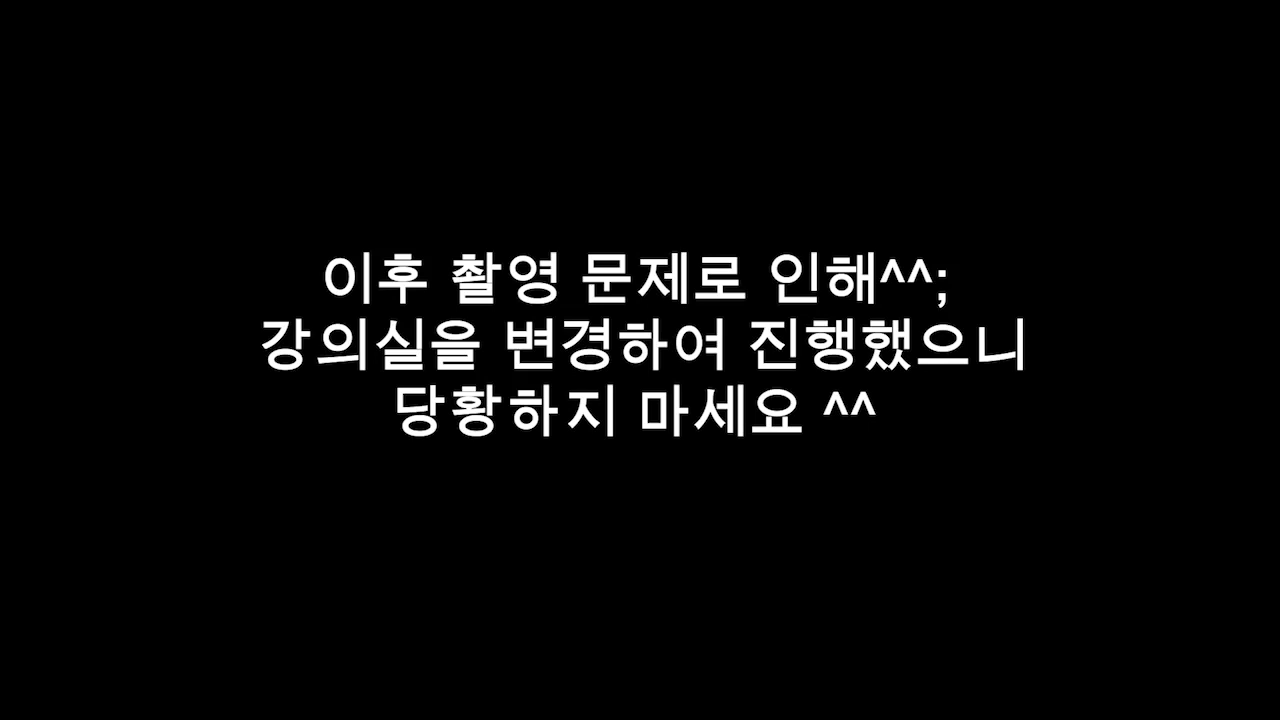 이후 촬영 문제로 인해^^;
강의실을 변경하여 진행했으니
당황하지 마세요 ^^